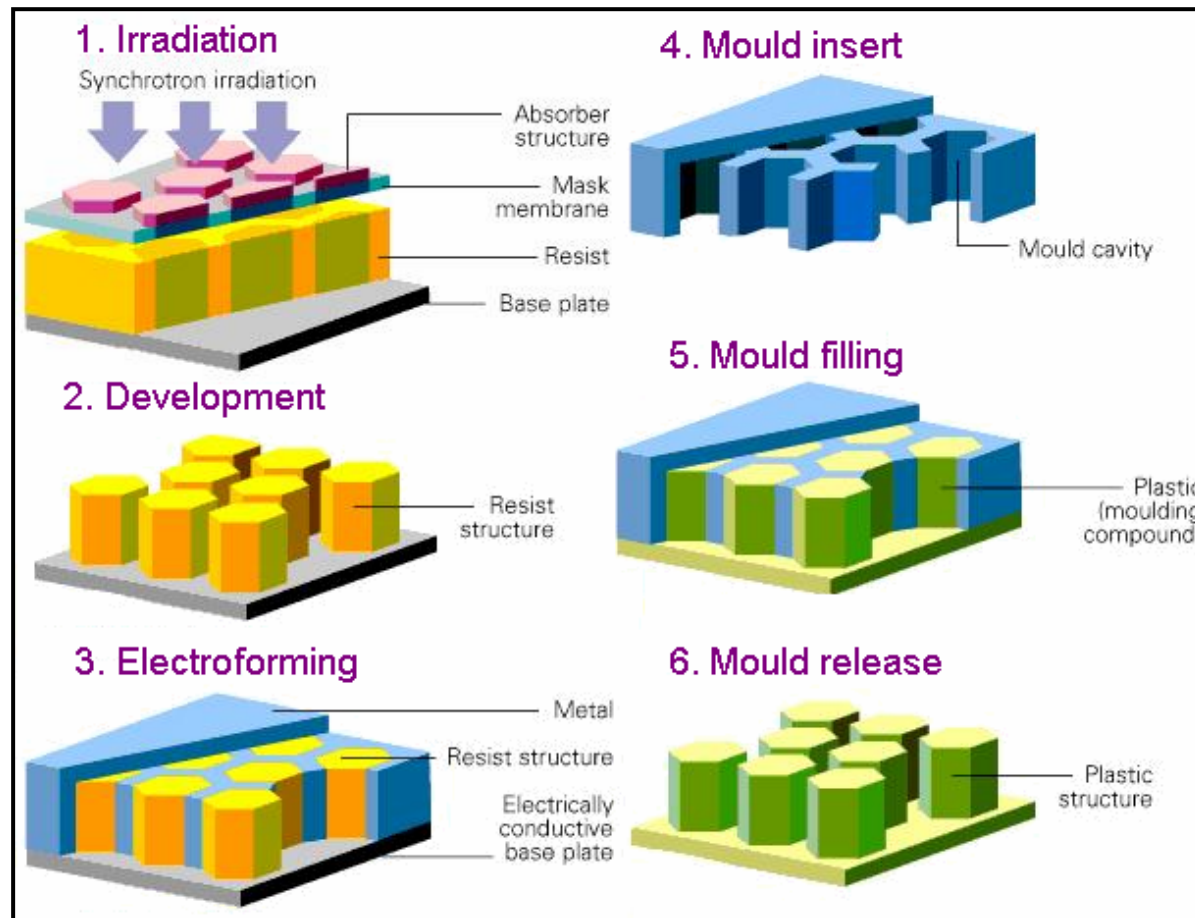 1. Irradiation
Synchrotron irradiation
Absorber
structure
Mask
membrane
Resist
Base plate
2. Development
Resist
structure
3. Electroforming
Metal
Resist structure
Electrically
conductive
base plate
4. Mould insert
Mould cavity
5. Mould filling
Plastic
(moulding
compound
6. Mould release
Plastic
structure